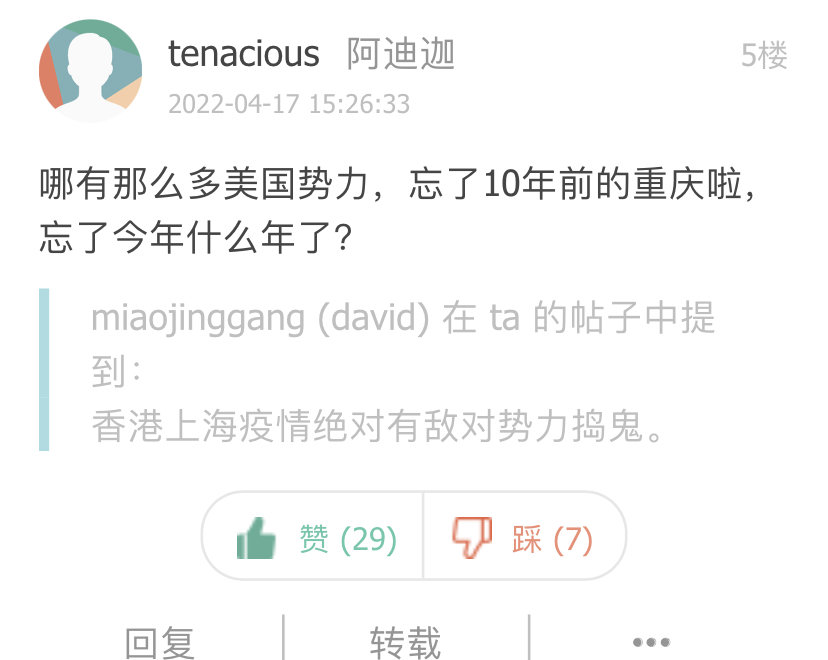 tenacious 阿迪迦 5楼
2022-04-17 15:26:33
哪有那么多美国势力，忘了10年前的重庆啦，
忘了今年什么年了？
miaojinggang (david) 在 ta 的帖子中提
到：
香港上海疫情绝对有敌对势力捣鬼。
赞 (29) 踩 (7)
回复 转载